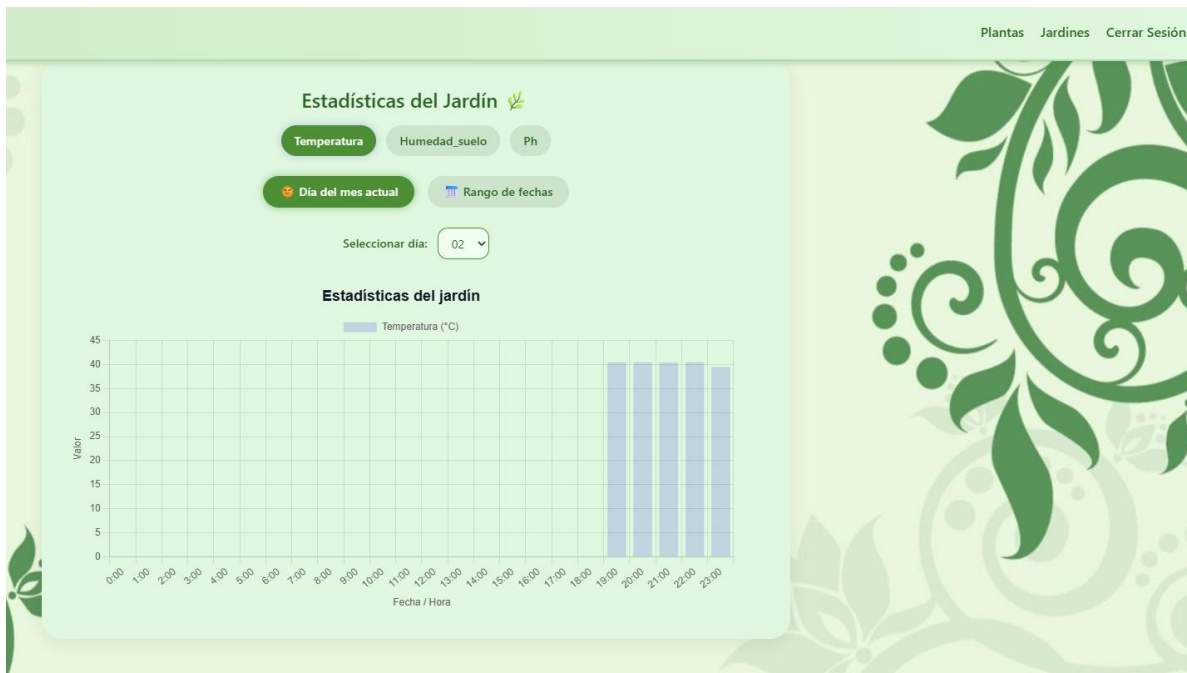 Plantas Jardines Cerrar Sesión
Estadísticas del Jardín
Temperatura Humedad_suelo Ph
Día del mes actual Rango de fechas
Seleccionar día: 02
Estadísticas del jardín
Temperatura (°C)
45
40
35
30
25
20
15
10
5
0
Valor
0:00 1:00 2:00 3:00 4:00 5:00 6:00 7:00 8:00 9:00 10:00 11:00 12:00 13:00 14:00 15:00 16:00 17:00 18:00 19:00 20:00 21:00 22:00 23:00
Fecha / Hora